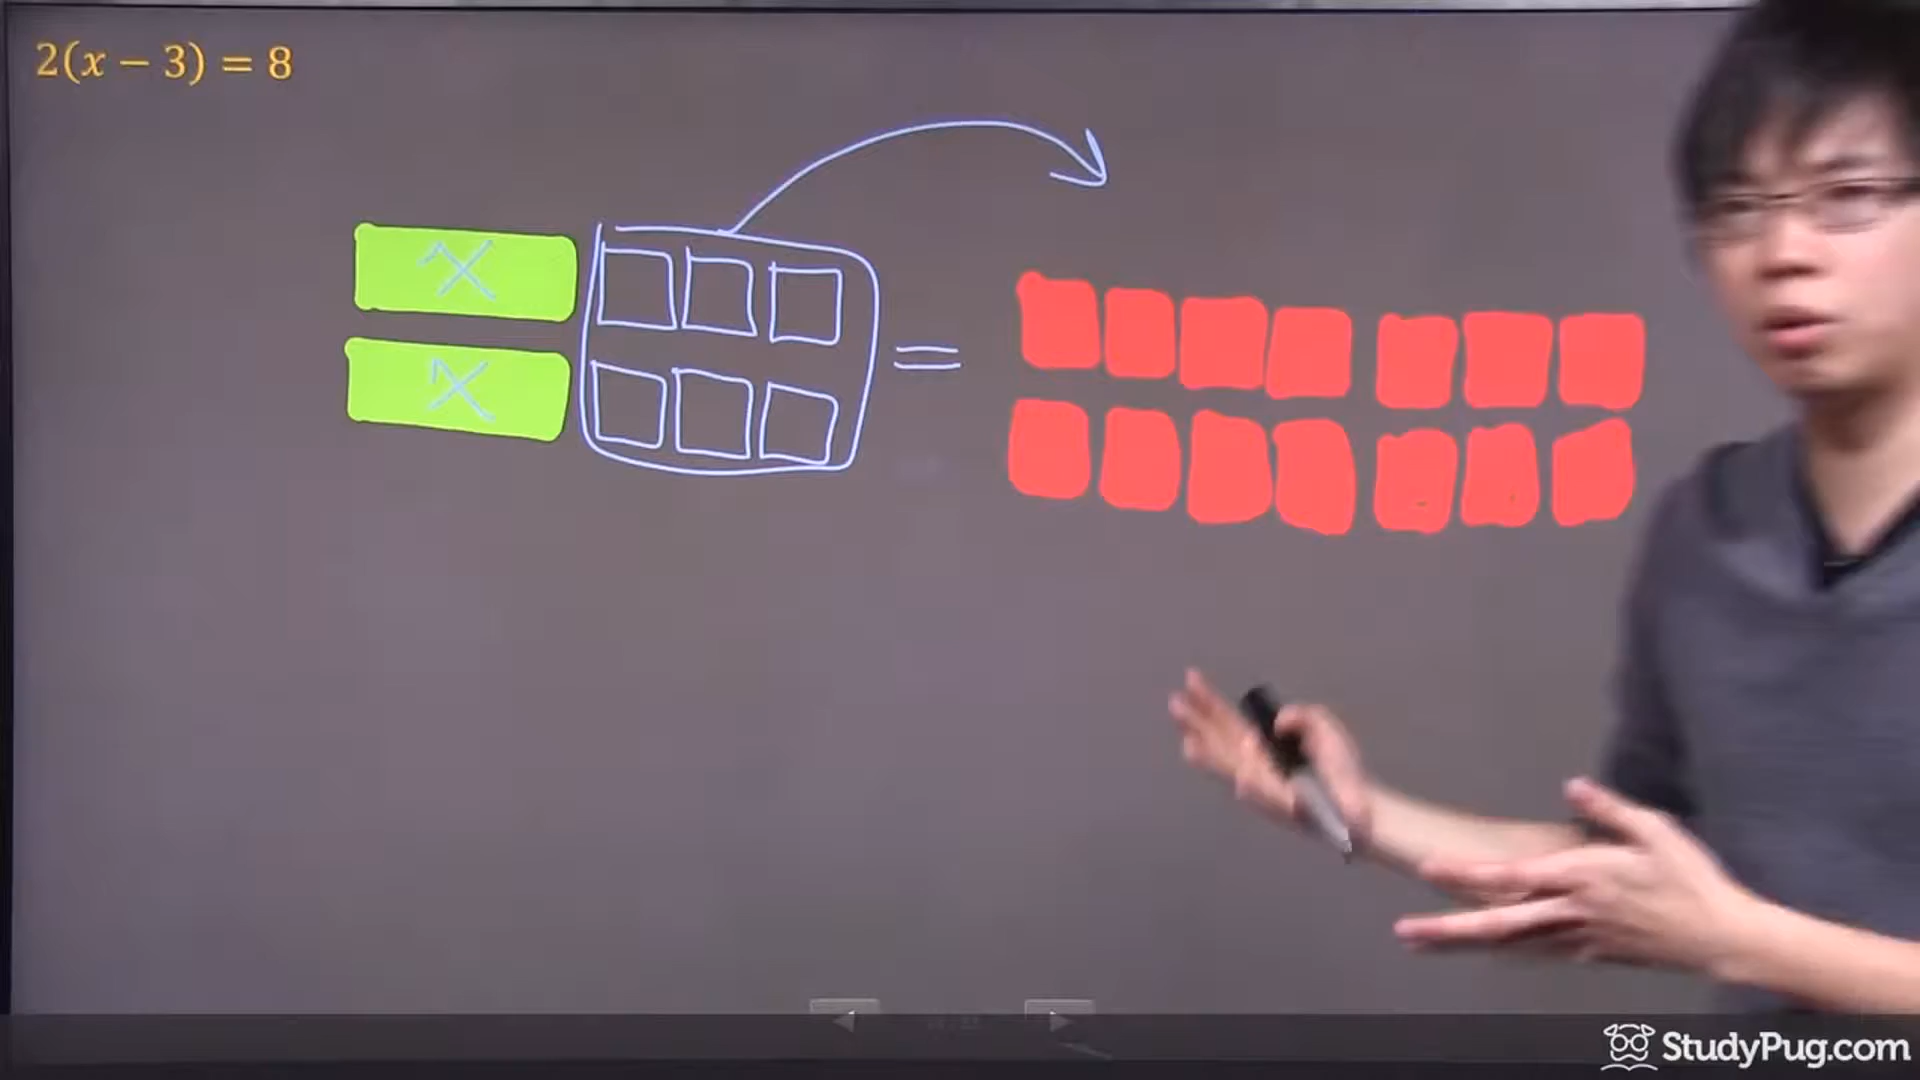 2(x − 3) = 8
X
X
=
StudyPug.com